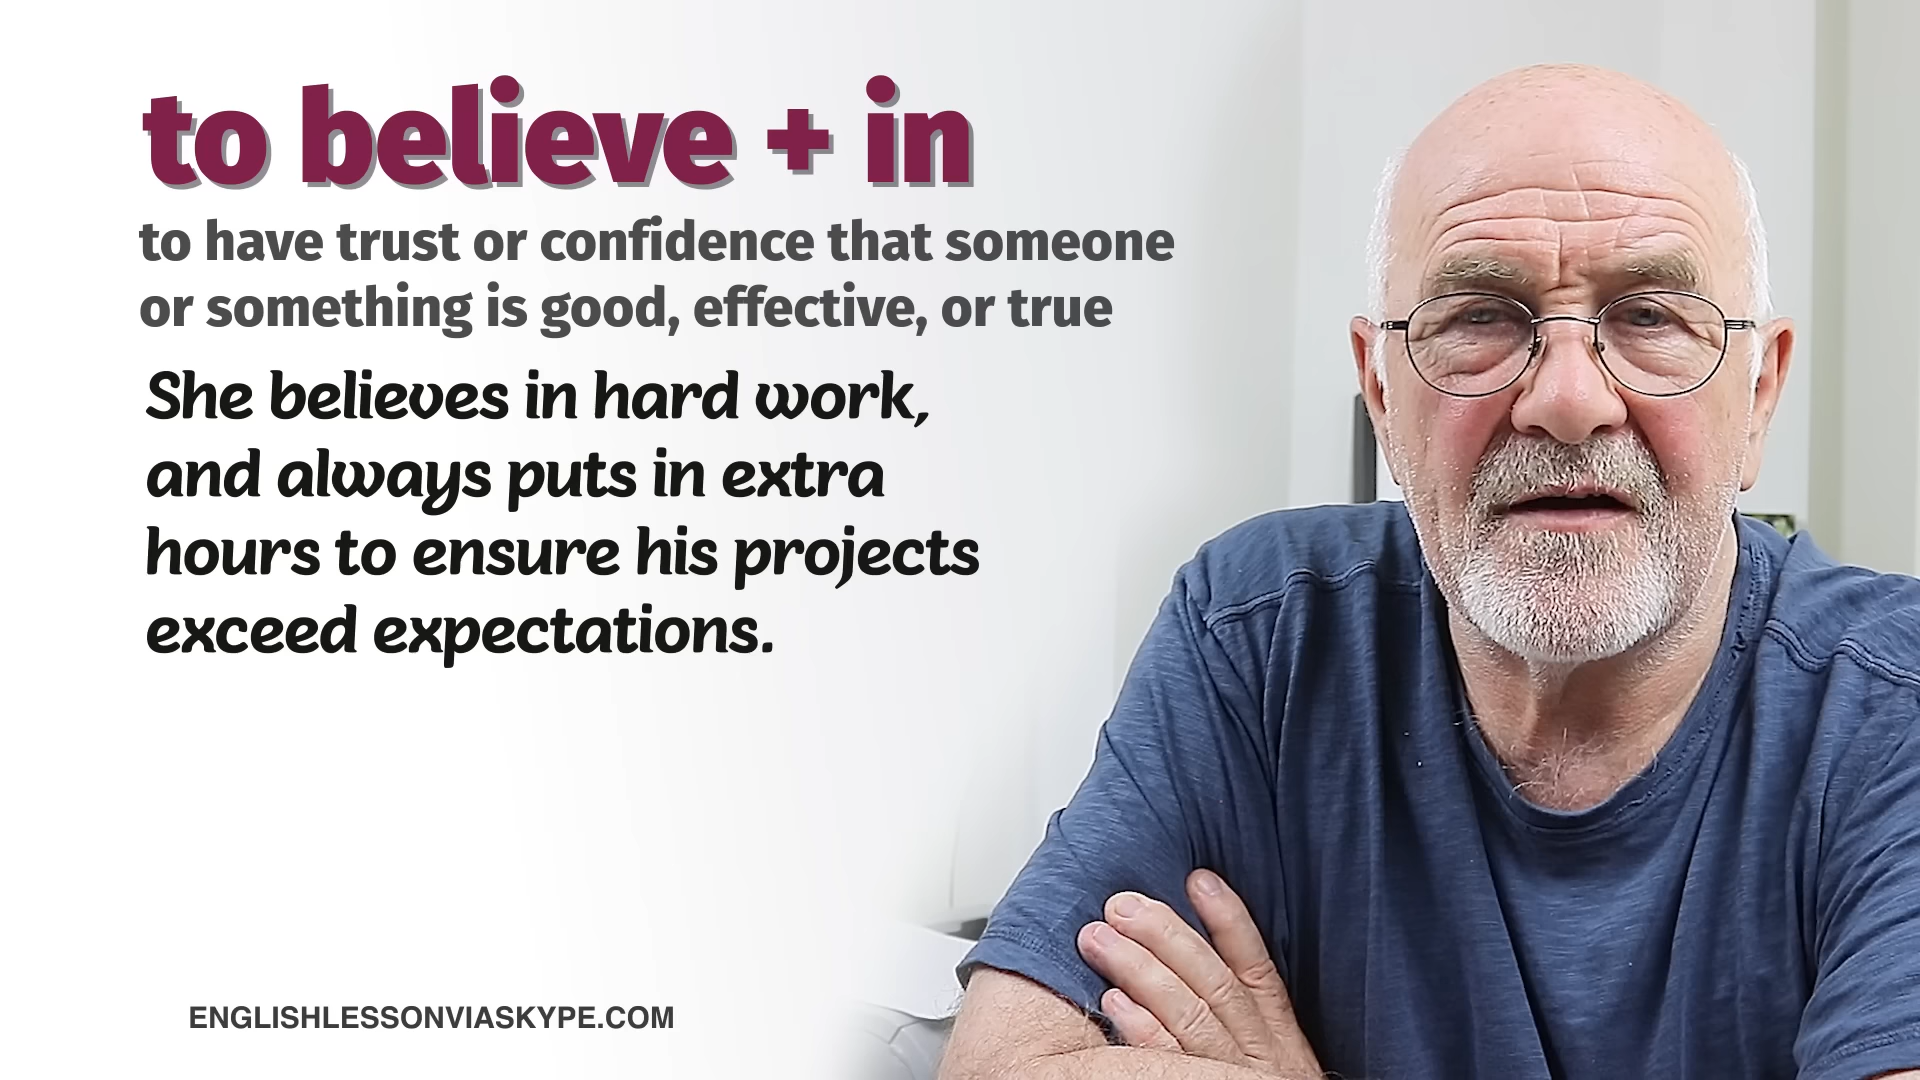 to believe + in
to have trust or confidence that someone
or something is good, effective, or true
She believes in hard work,
and always puts in extra
hours to ensure his projects
exceed expectations.
ENGLISHLESSONVIASKYPE.COM